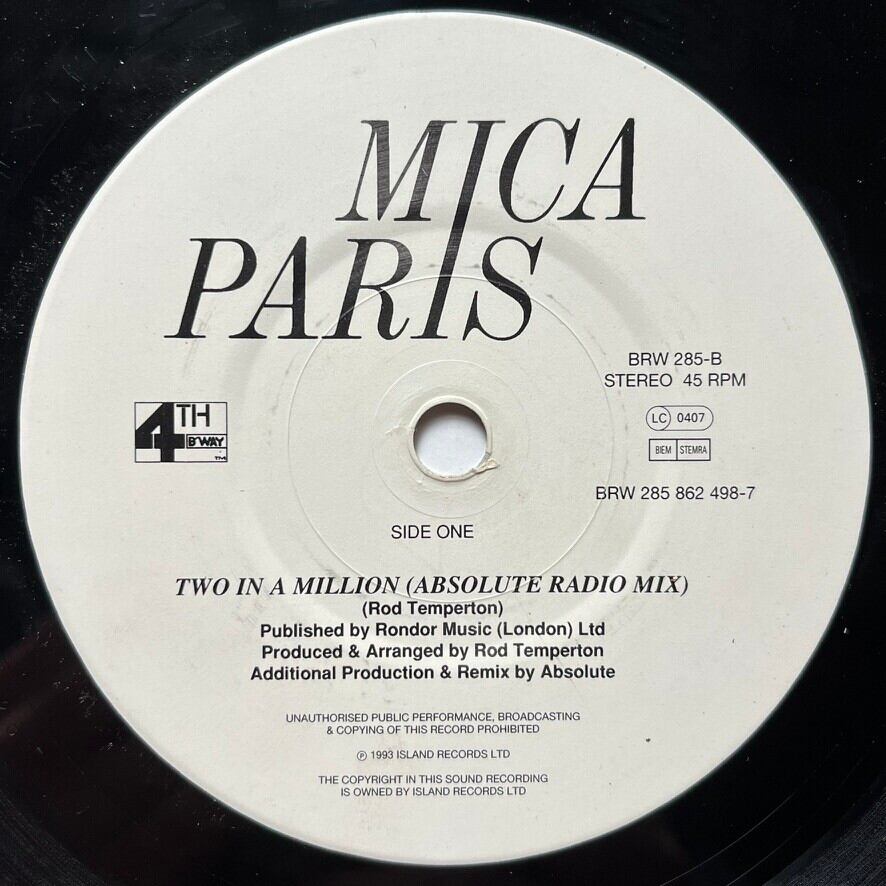 MICA
PARIS
BRW 285-B
STEREO 45 RPM
4TH
B'WAY
TM
LC 0407
BIEM STEMRA
BRW 285 862 498-7
SIDE ONE
TWO IN A MILLION (ABSOLUTE RADIO MIX)
(Rod Temperton)
Published by Rondor Music (London) Ltd
Produced & Arranged by Rod Temperton
Additional Production & Remix by Absolute
UNAUTHORISED PUBLIC PERFORMANCE, BROADCASTING
& COPYING OF THIS RECORD PROHIBITED
℗ 1993 ISLAND RECORDS LTD
THE COPYRIGHT IN THIS SOUND RECORDING
IS OWNED BY ISLAND RECORDS LTD